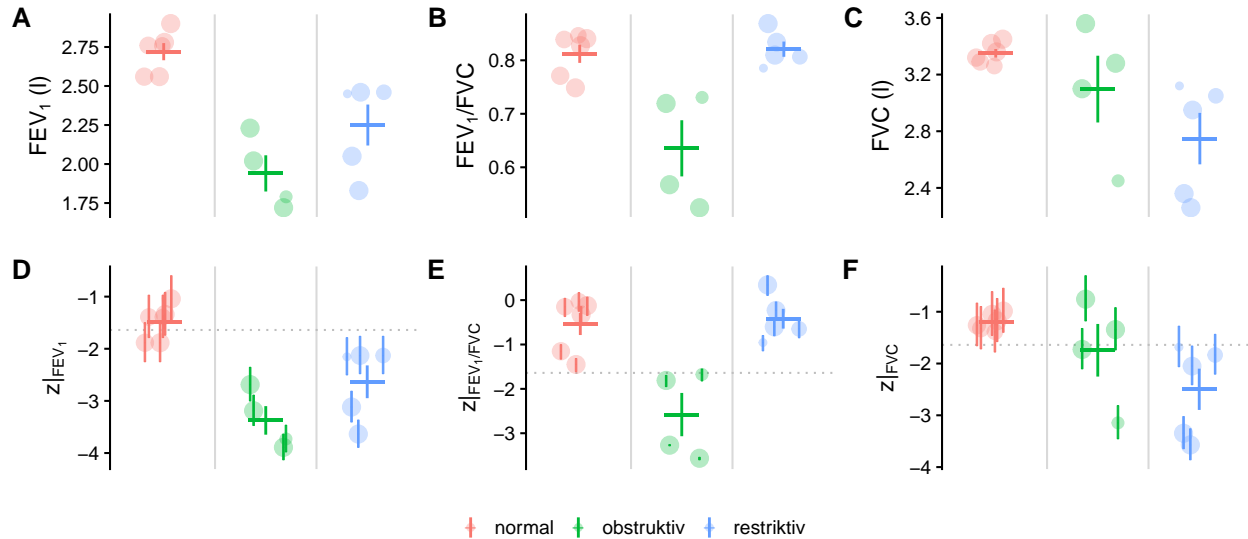 A
FEV1 (l)
2.75
2.50
2.25
2.00
1.75
B
FEV1/FVC
0.8
0.7
0.6
C
FVC (l)
3.6
3.2
2.8
2.4
D
z|FEV1
−1
−2
−3
−4
E
z|FEV1/FVC
0
−1
−2
−3
F
z|FVC
−1
−2
−3
−4
normal obstruktiv restriktiv